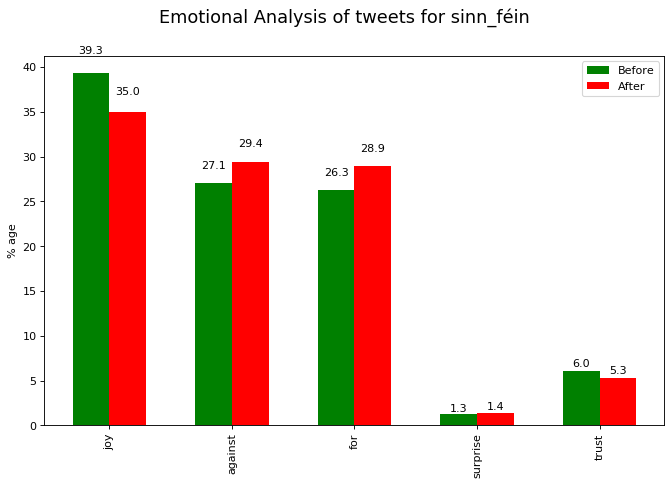 Emotional Analysis of tweets for sinn_féin
39.3
35.0
27.1
29.4
26.3
28.9
1.3
1.4
6.0
5.3
Before
After
40
35
30
25
20
15
10
5
0
% age
joy
against
for
surprise
trust